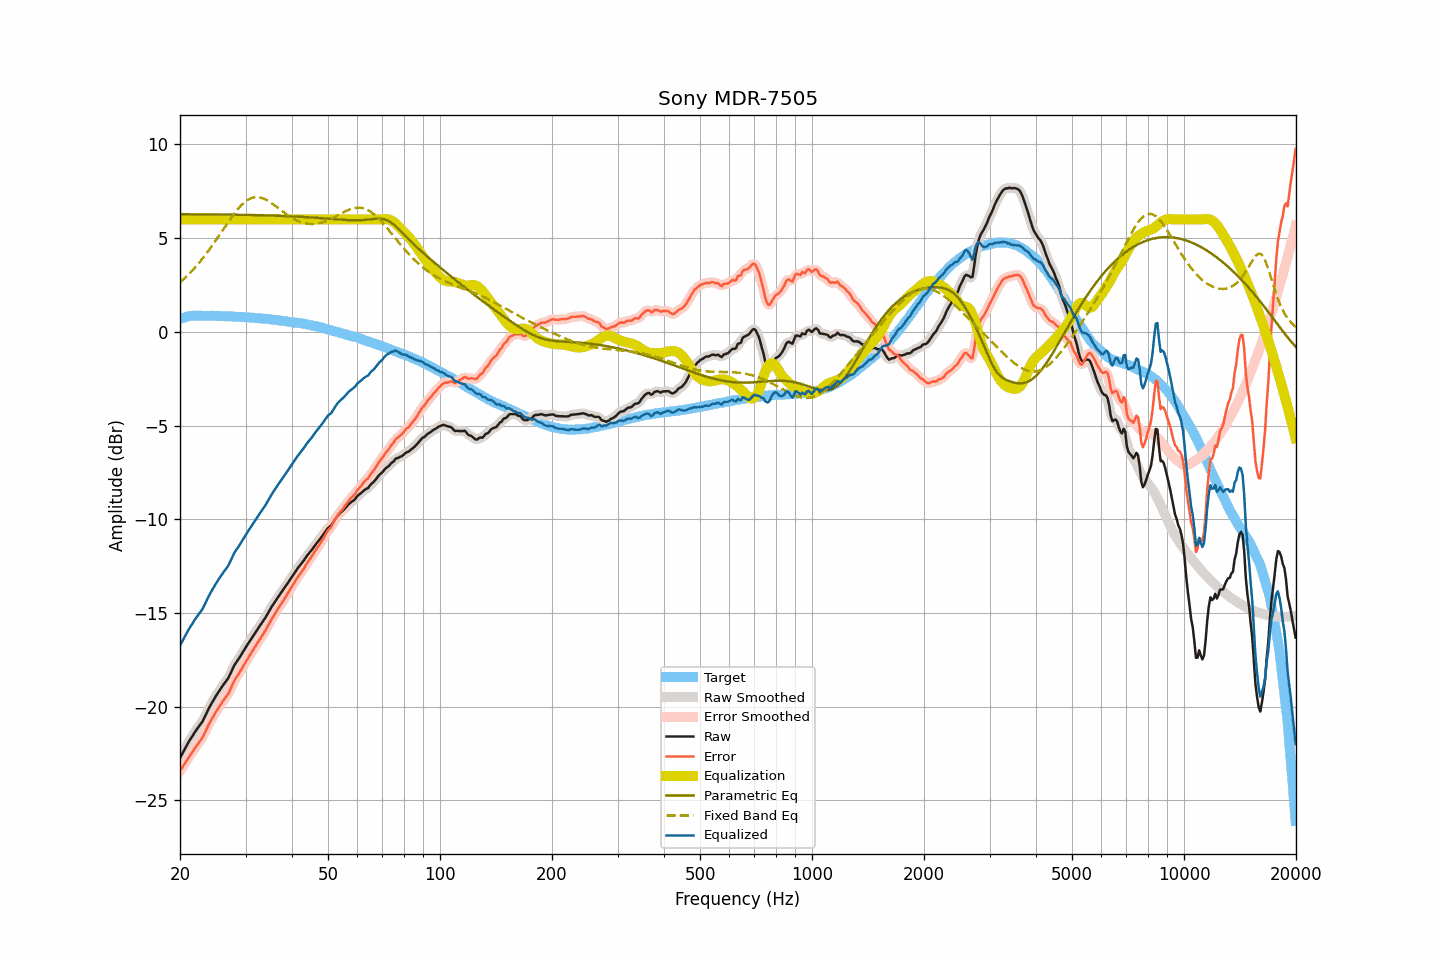 Sony MDR-7505
10
5
0
−5
−10
−15
−20
−25
Amplitude (dBr)
Target
Raw Smoothed
Error Smoothed
Raw
Error
Equalization
Parametric Eq
Fixed Band Eq
Equalized
20 50 100 200 500 1000 2000 5000 10000 20000
Frequency (Hz)